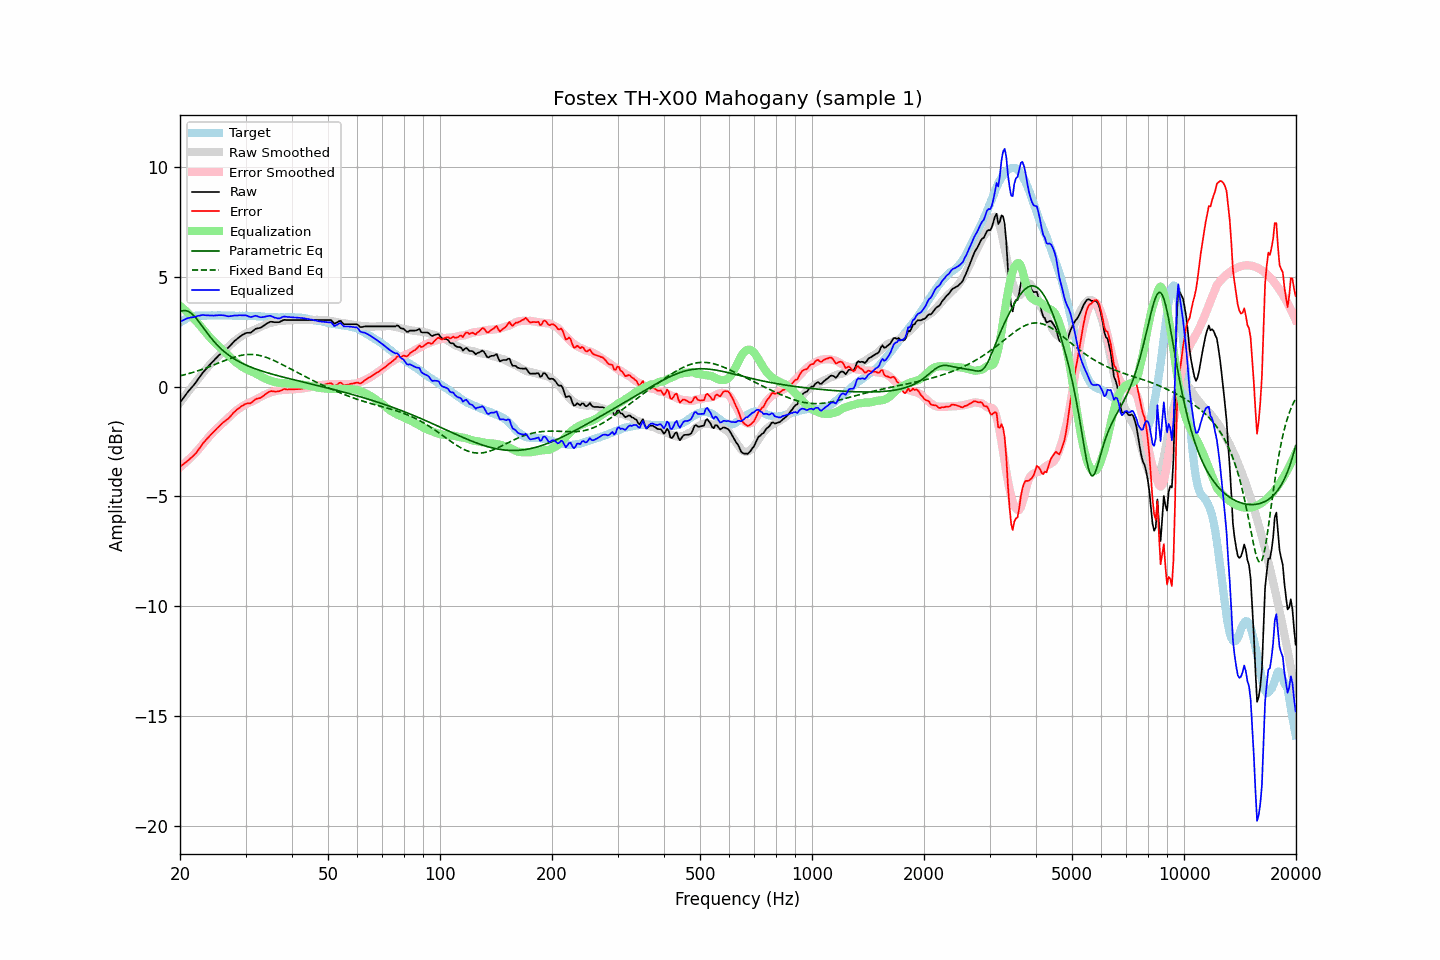 Fostex TH-X00 Mahogany (sample 1)
Target
Raw Smoothed
Error Smoothed
Raw
Error
Equalization
Parametric Eq
Fixed Band Eq
Equalized
10
5
0
−5
−10
−15
−20
Amplitude (dBr)
20 50 100 200 500 1000 2000 5000 10000 20000
Frequency (Hz)